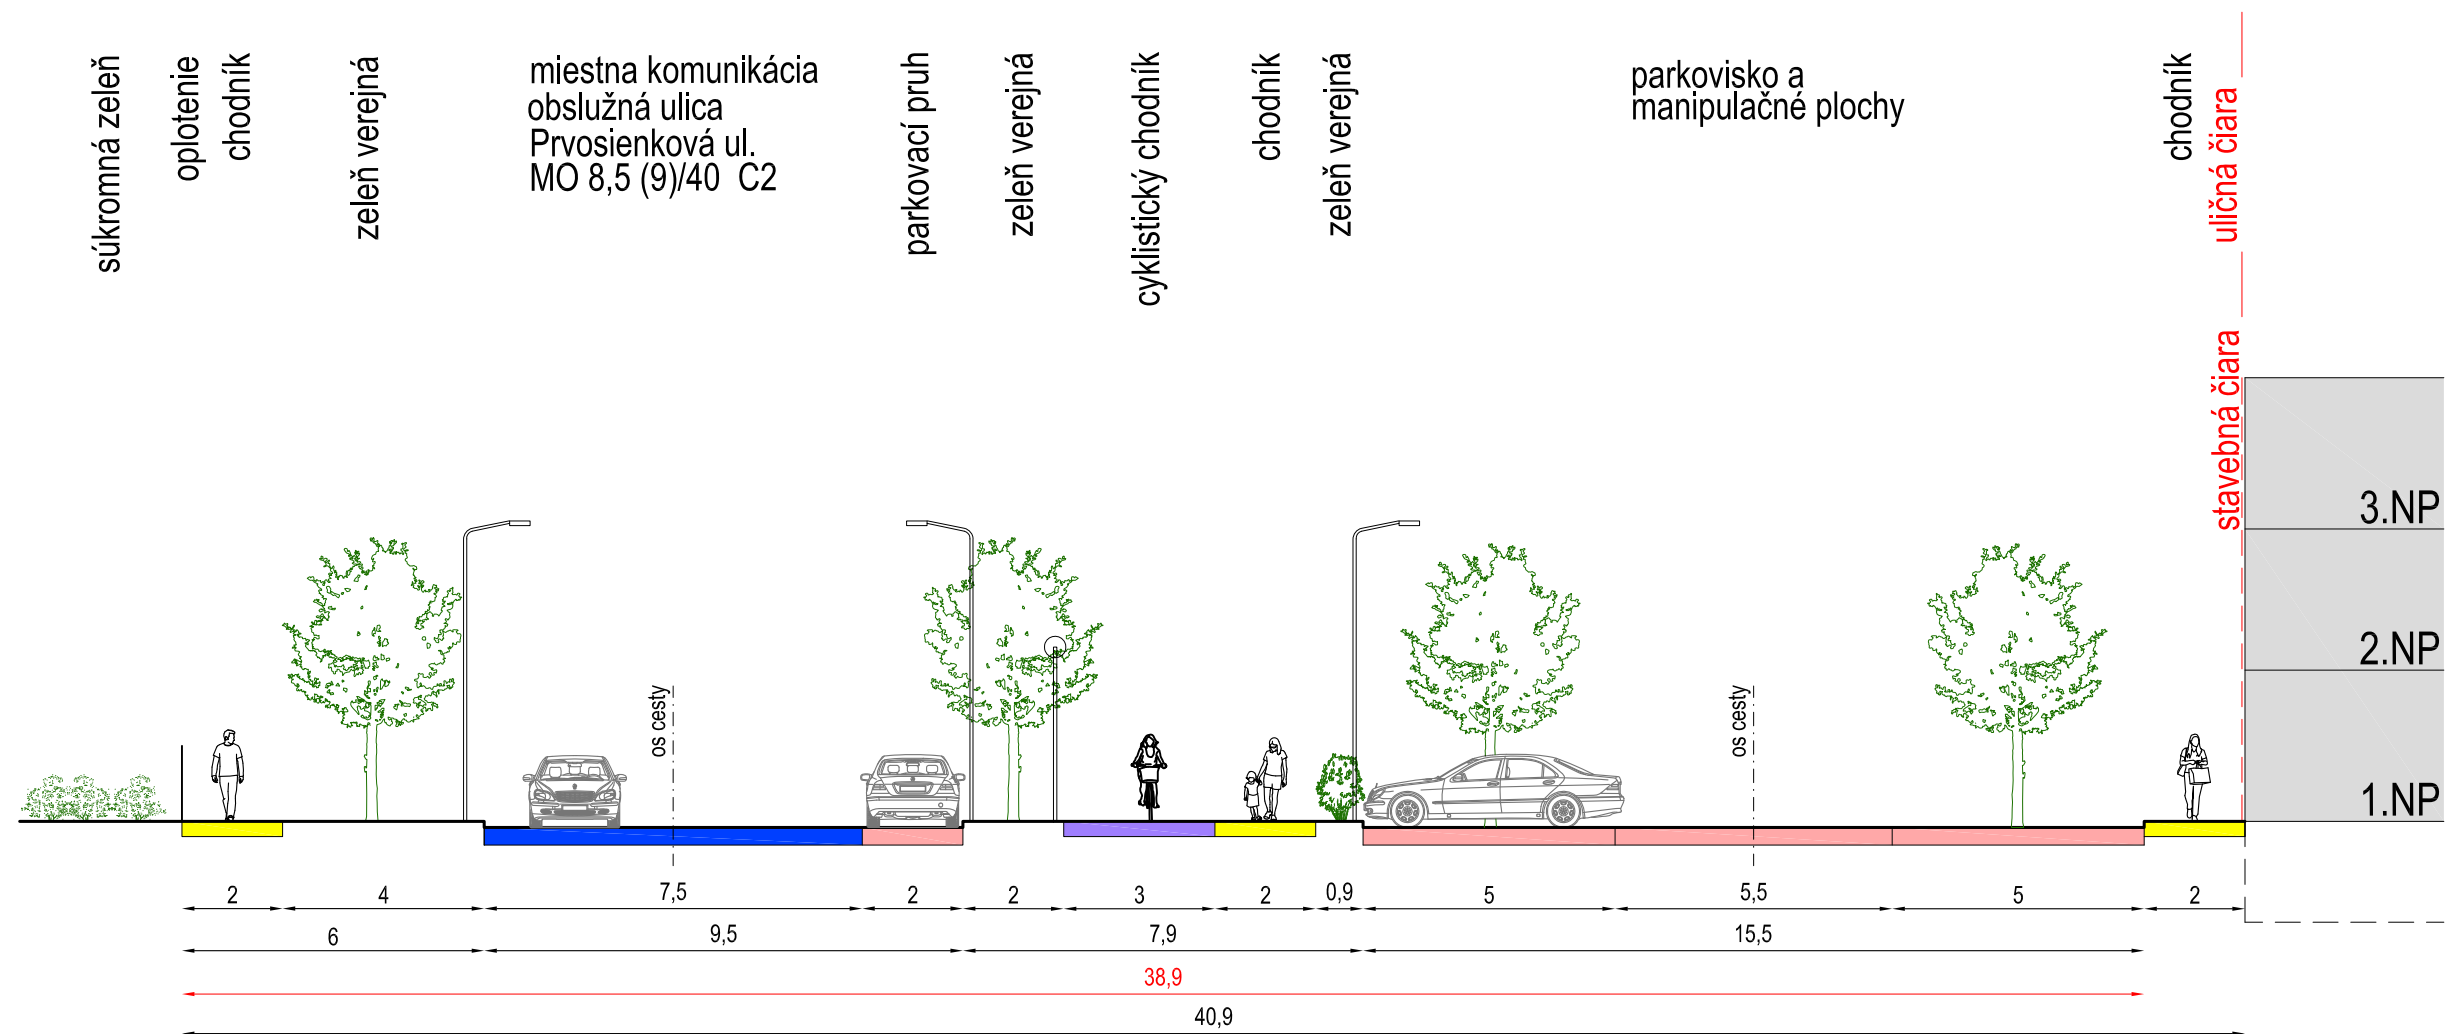 súkromná zeleň
oplotenie
chodník
zeleň verejná
miestna komunikácia
obslužná ulica
Prvosienková ul.
MO 8,5 (9)/40 C2
parkovací pruh
zeleň verejná
cyklistický chodník
chodník
zeleň verejná
parkovisko a
manipulačné plochy
chodník
uličná čiara
stavebná čiara
3.NP
2.NP
1.NP
os cesty
os cesty
2 4 7,5 2 2 3 2 0,9 5 5,5 5 2
6 9,5 7,9 15,5
38,9
40,9